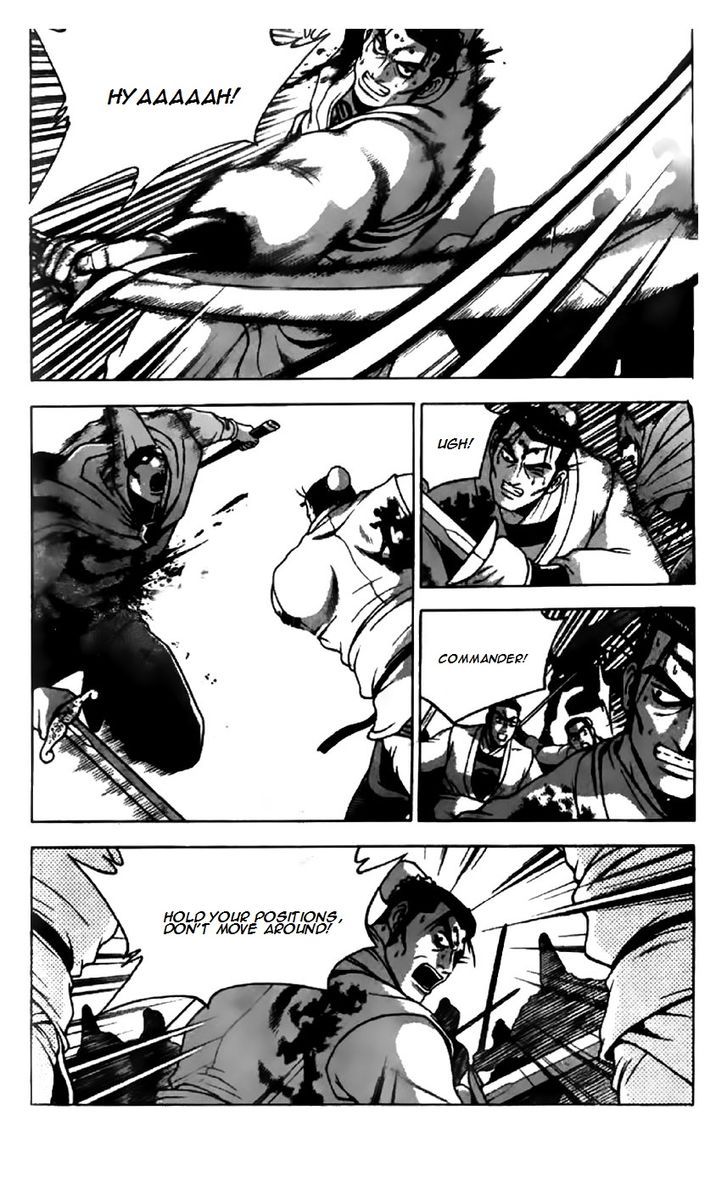 HYAAAAAH!
UGH!
COMMANDER!
HOLD YOUR POSITIONS,
DON'T MOVE AROUND!